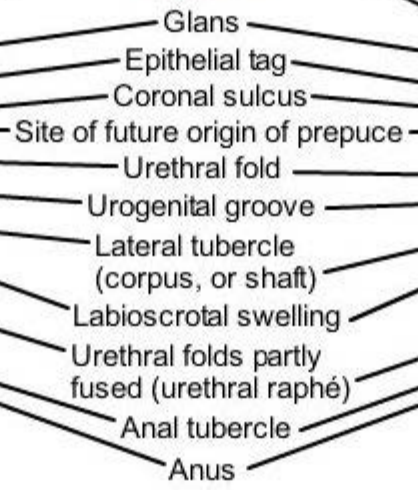 Glans
Epithelial tag
Coronal sulcus
Site of future origin of prepuce
Urethral fold
Urogenital groove
Lateral tubercle
(corpus, or shaft)
Labioscrotal swelling
Urethral folds partly
fused (urethral raphé)
Anal tubercle
Anus